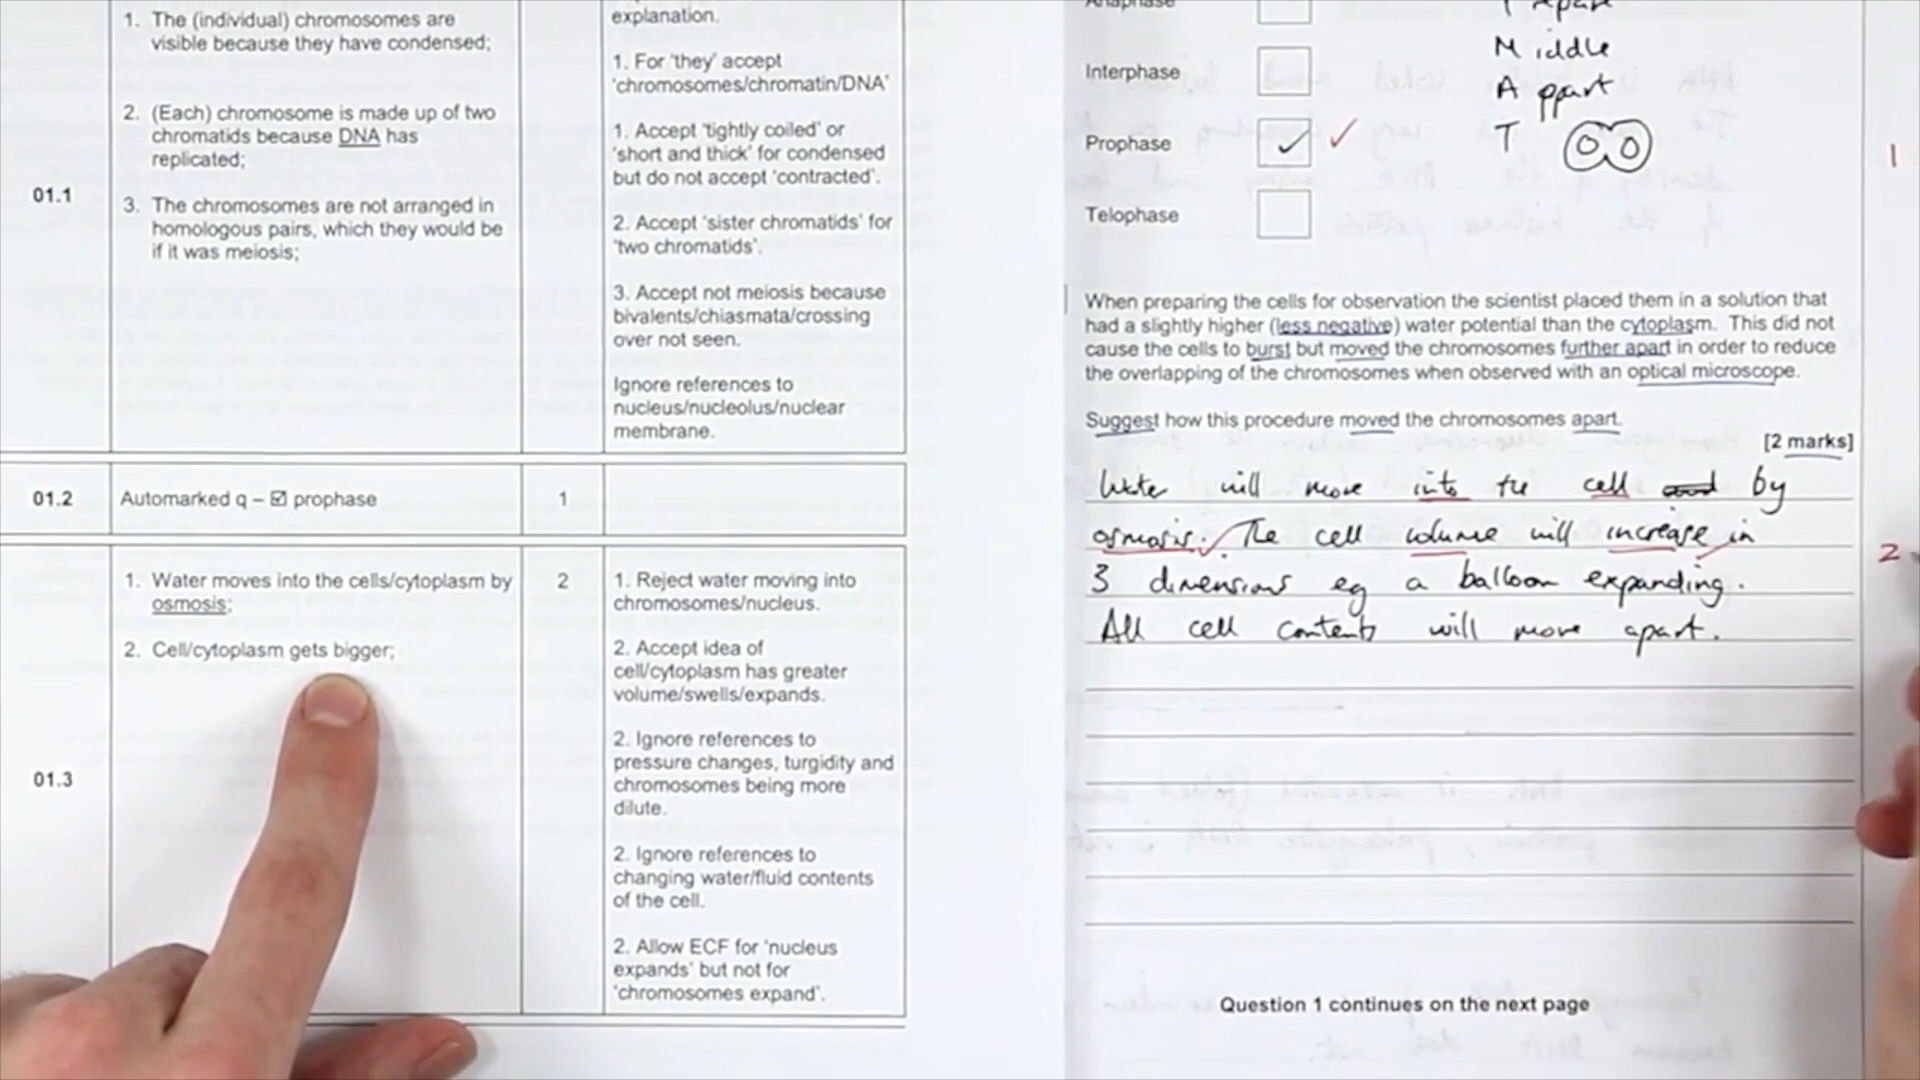 1. The (individual) chromosomes are
visible because they have condensed;
2. (Each) chromosome is made up of two
chromatids because DNA has
replicated;
01.1
3. The chromosomes are not arranged in
homologous pairs, which they would be
if it was meiosis;
explanation.
1. For 'they' accept
'chromosomes/chromatin/DNA'
1. Accept 'tightly coiled' or
'short and thick' for condensed
but do not accept 'contracted'.
2. Accept 'sister chromatids' for
'two chromatids'.
3. Accept not meiosis because
bivalents/chiasmata/crossing
over not seen.
Ignore references to
nucleus/nucleolus/nuclear
membrane.
01.2 Automarked q – ☑ prophase 1
01.3
1. Water moves into the cells/cytoplasm by
osmosis;
2. Cell/cytoplasm gets bigger;
2
1. Reject water moving into
chromosomes/nucleus.
2. Accept idea of
cell/cytoplasm has greater
volume/swells/expands.
2. Ignore references to
pressure changes, turgidity and
chromosomes being more
dilute.
2. Ignore references to
changing water/fluid contents
of the cell.
2. Allow ECF for 'nucleus
expands' but not for
'chromosomes expand'.
Anaphase
Interphase
Prophase ✓ ✓
Telophase
Middle
Appart
T
1
When preparing the cells for observation the scientist placed them in a solution that
had a slightly higher (less negative) water potential than the cytoplasm. This did not
cause the cells to burst but moved the chromosomes further apart in order to reduce
the overlapping of the chromosomes when observed with an optical microscope.
Suggest how this procedure moved the chromosomes apart.
[2 marks]
Water will move into the cell and by
osmosis. ✓ The cell volume will increase ✓ in
3 dimensions eg a balloon expanding.
All cell contents will move apart.
2
Question 1 continues on the next page